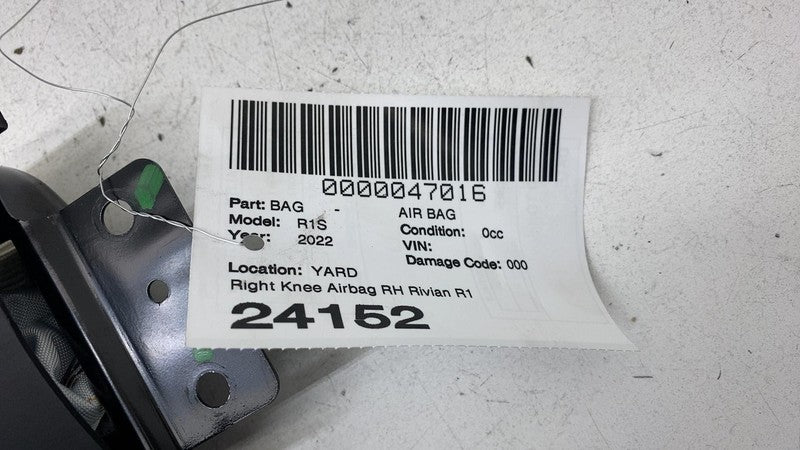 0000047016
Part: BAG - AIR BAG
Model: R1S Condition: 0cc
Year: 2022 VIN:
Damage Code: 000
Location: YARD
Right Knee Airbag RH Rivian R1
24152